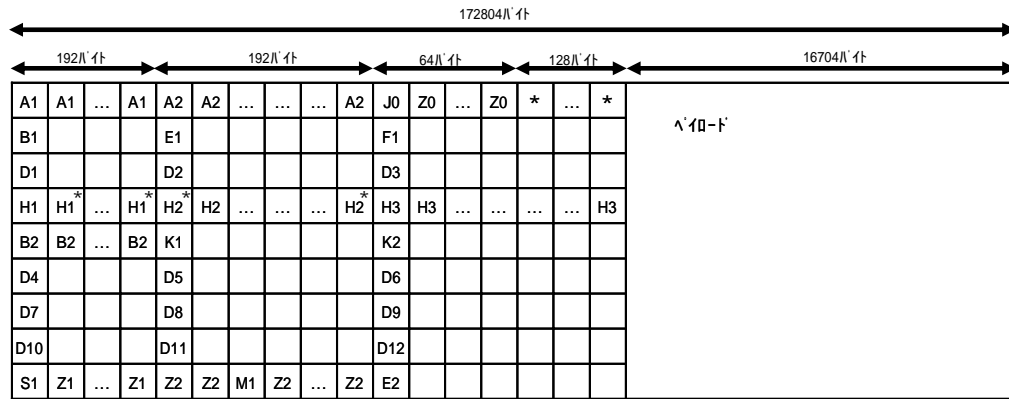 172804バイト
192バイト 192バイト 64バイト 128バイト 16704バイト
A1 A1 … A1 A2 A2 … … … A2 J0 Z0 … Z0 * … * ペイロード
B1 E1 F1
D1 D2 D3
H1 H1* … H1* H2* H2 … … … H2* H3 H3 … … … … H3
B2 B2 … B2 K1 K2
D4 D5 D6
D7 D8 D9
D10 D11 D12
S1 Z1 … Z1 Z2 Z2 M1 Z2 … Z2 E2